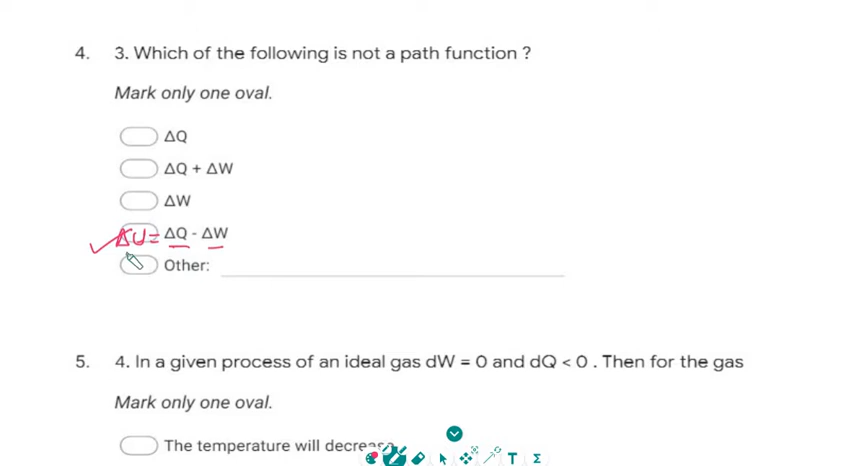 4. 3. Which of the following is not a path function ?
Mark only one oval.
ΔQ
ΔQ + ΔW
ΔW
ΔU= ΔQ - ΔW
Other:
5. 4. In a given process of an ideal gas dW = 0 and dQ < 0 . Then for the gas
Mark only one oval.
The temperature will decrease
T Σ